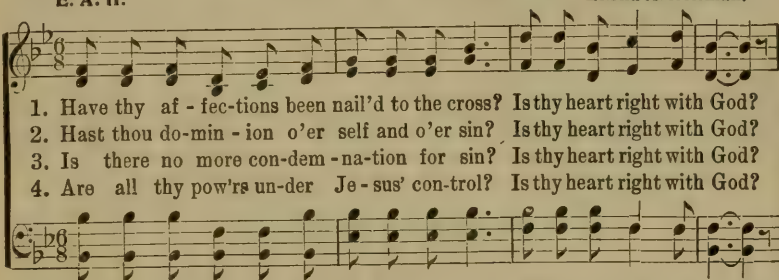 E. A. H.
1. Have thy af - fec-tions been nail'd to the cross? Is thy heart right with God?
2. Hast thou do-min - ion o'er self and o'er sin? Is thy heart right with God?
3. Is there no more con-dem - na-tion for sin? Is thy heart right with God?
4. Are all thy pow'rs un-der Je - sus' con-trol? Is thy heart right with God?